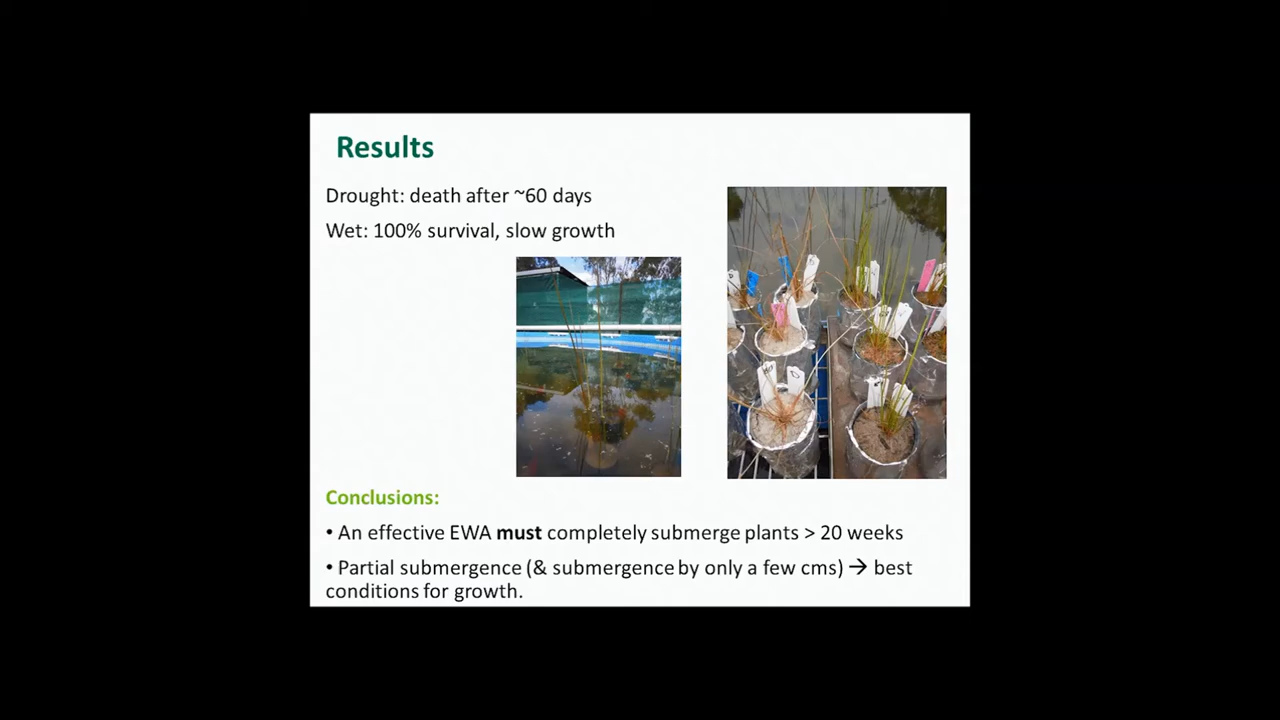 Results
Drought: death after ~60 days
Wet: 100% survival, slow growth
Conclusions:
• An effective EWA must completely submerge plants > 20 weeks
• Partial submergence (& submergence by only a few cms) → best
conditions for growth.